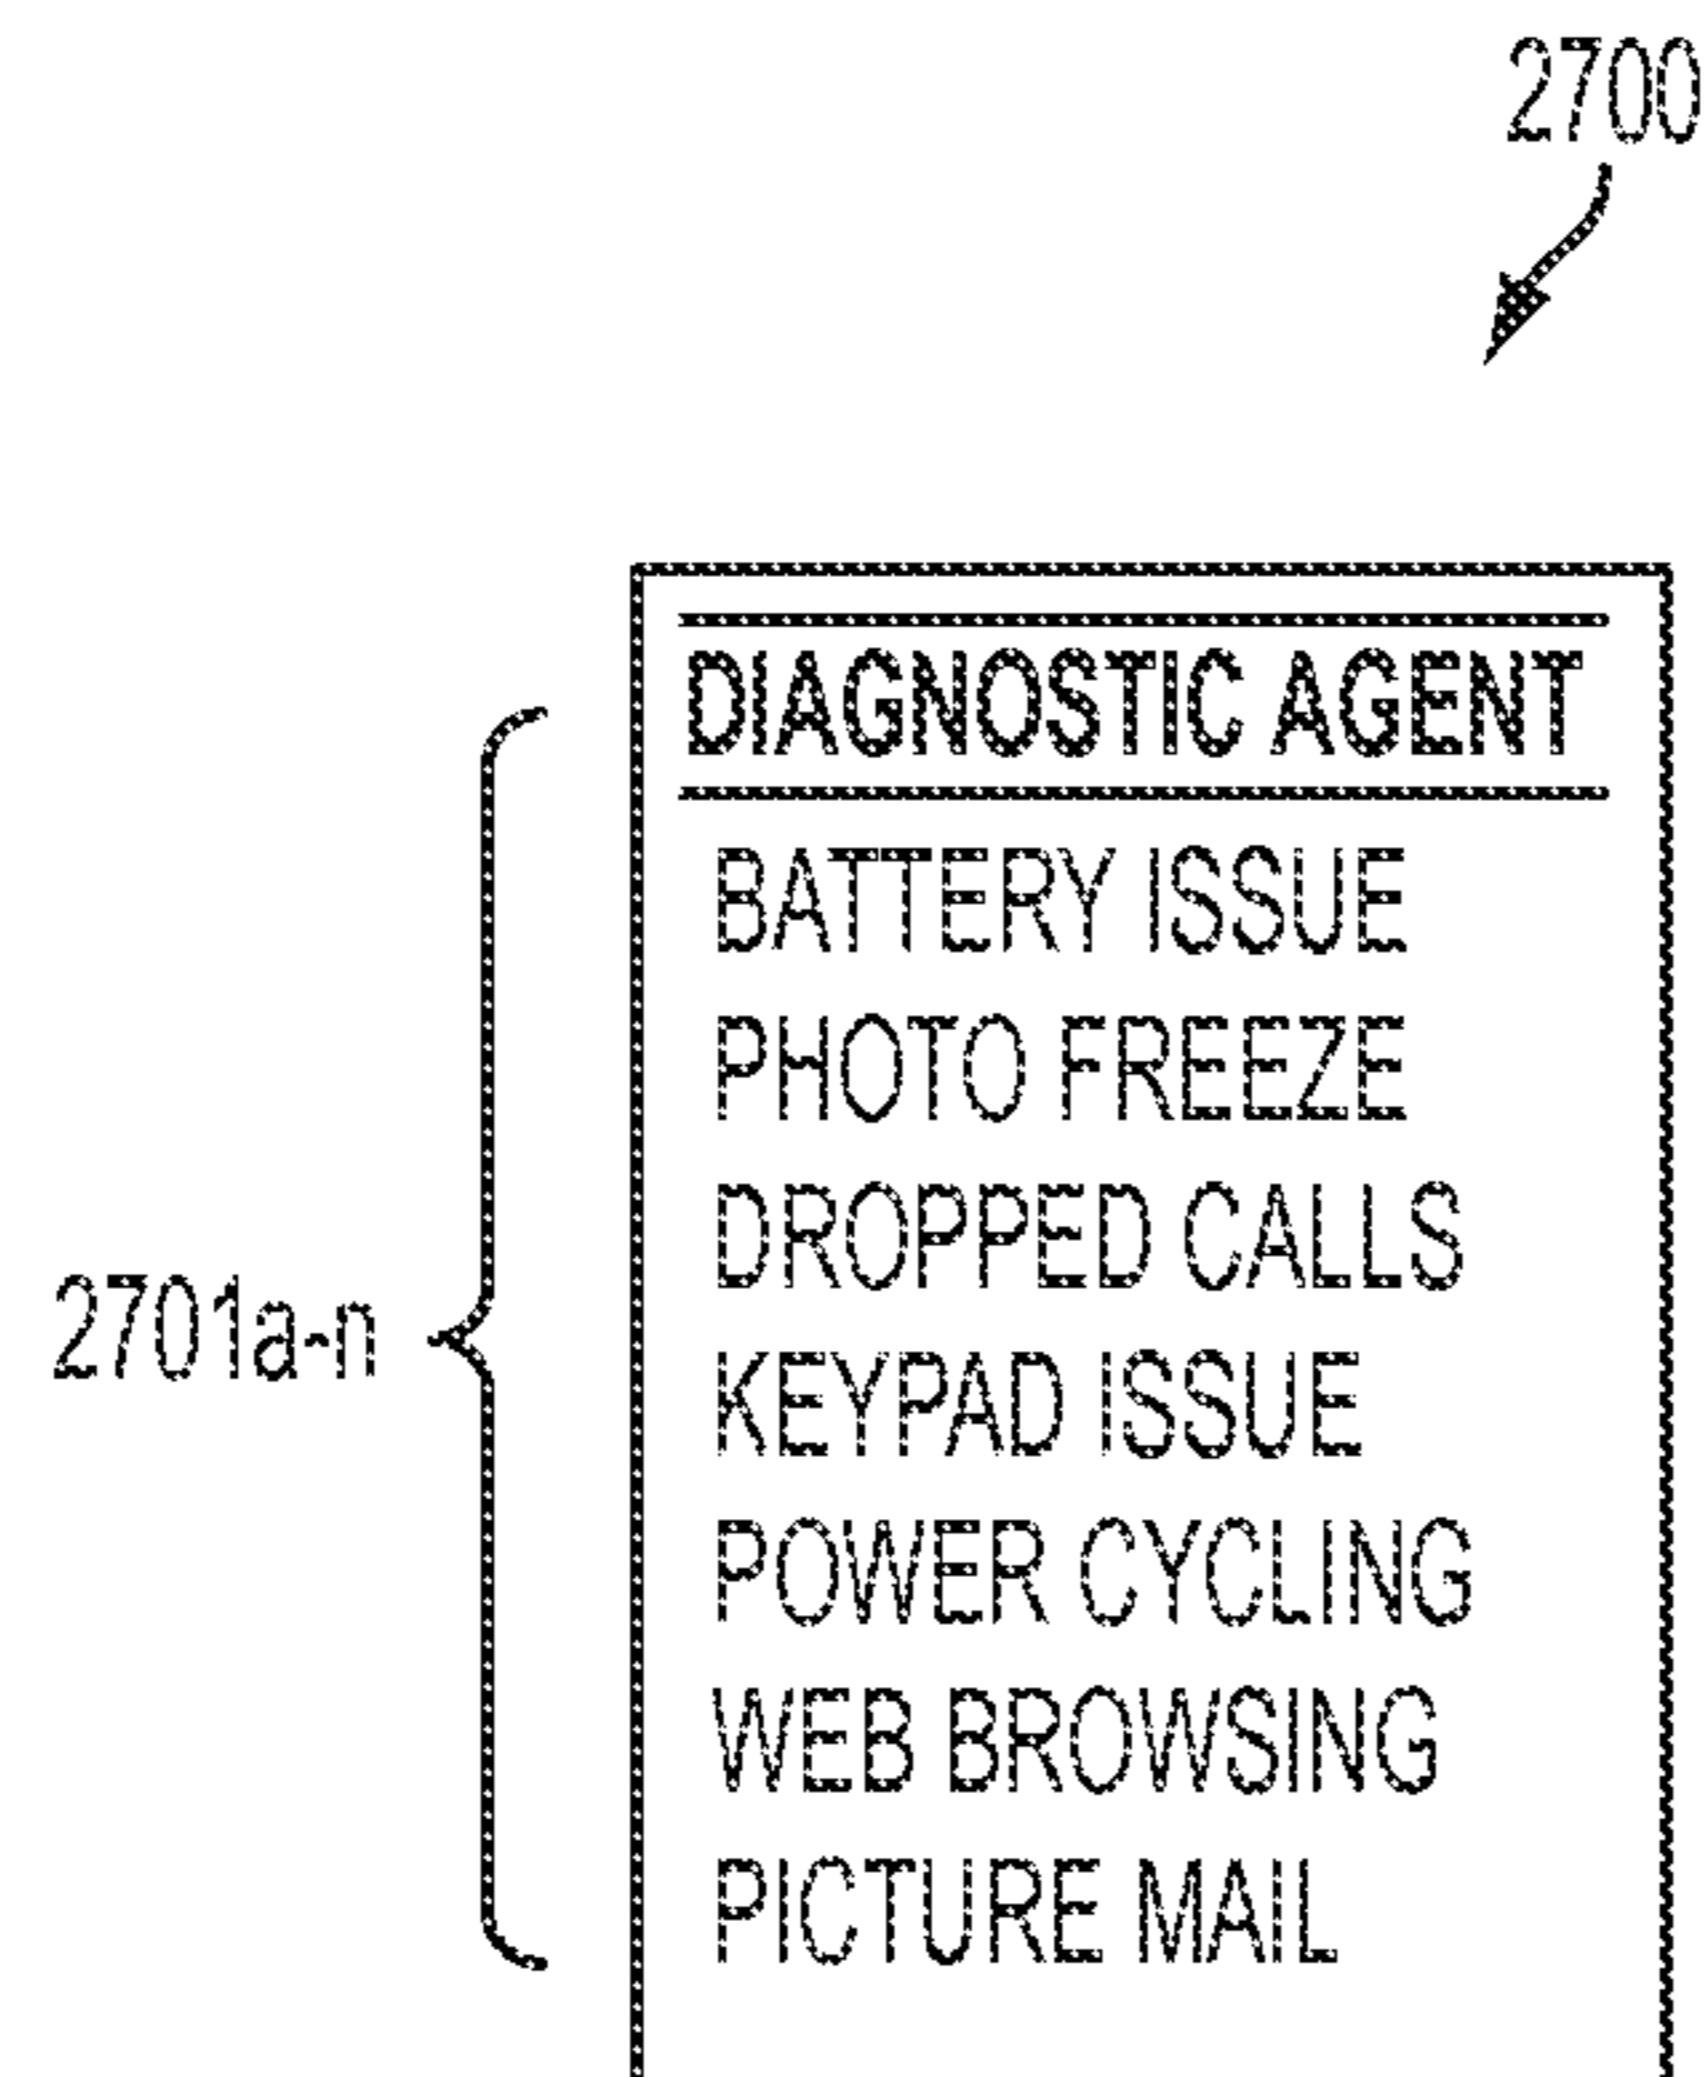 2700
DIAGNOSTIC AGENT
BATTERY ISSUE
PHOTO FREEZE
DROPPED CALLS
2701a-n
KEYPAD ISSUE
POWER CYCLING
WEB BROWSING
PICTURE MAIL